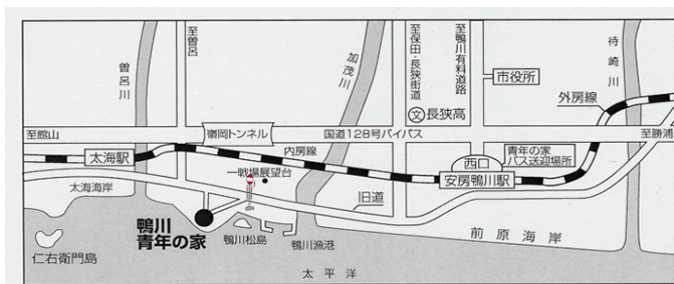 至曽呂
曽呂川
加茂川
至保田・長狭街道
至鴨川有料道路
市役所
待崎川
外房線
文 長狭高
至館山
嶺岡トンネル
国道128号バイパス
至勝浦
太海駅
内房線
西口
青年の家
バス送迎場所
安房鴨川駅
一戦場展望台
太海海岸
旧道
鴨川
青年の家
鴨川松島
鴨川漁港
前原海岸
仁右衛門島
太平洋